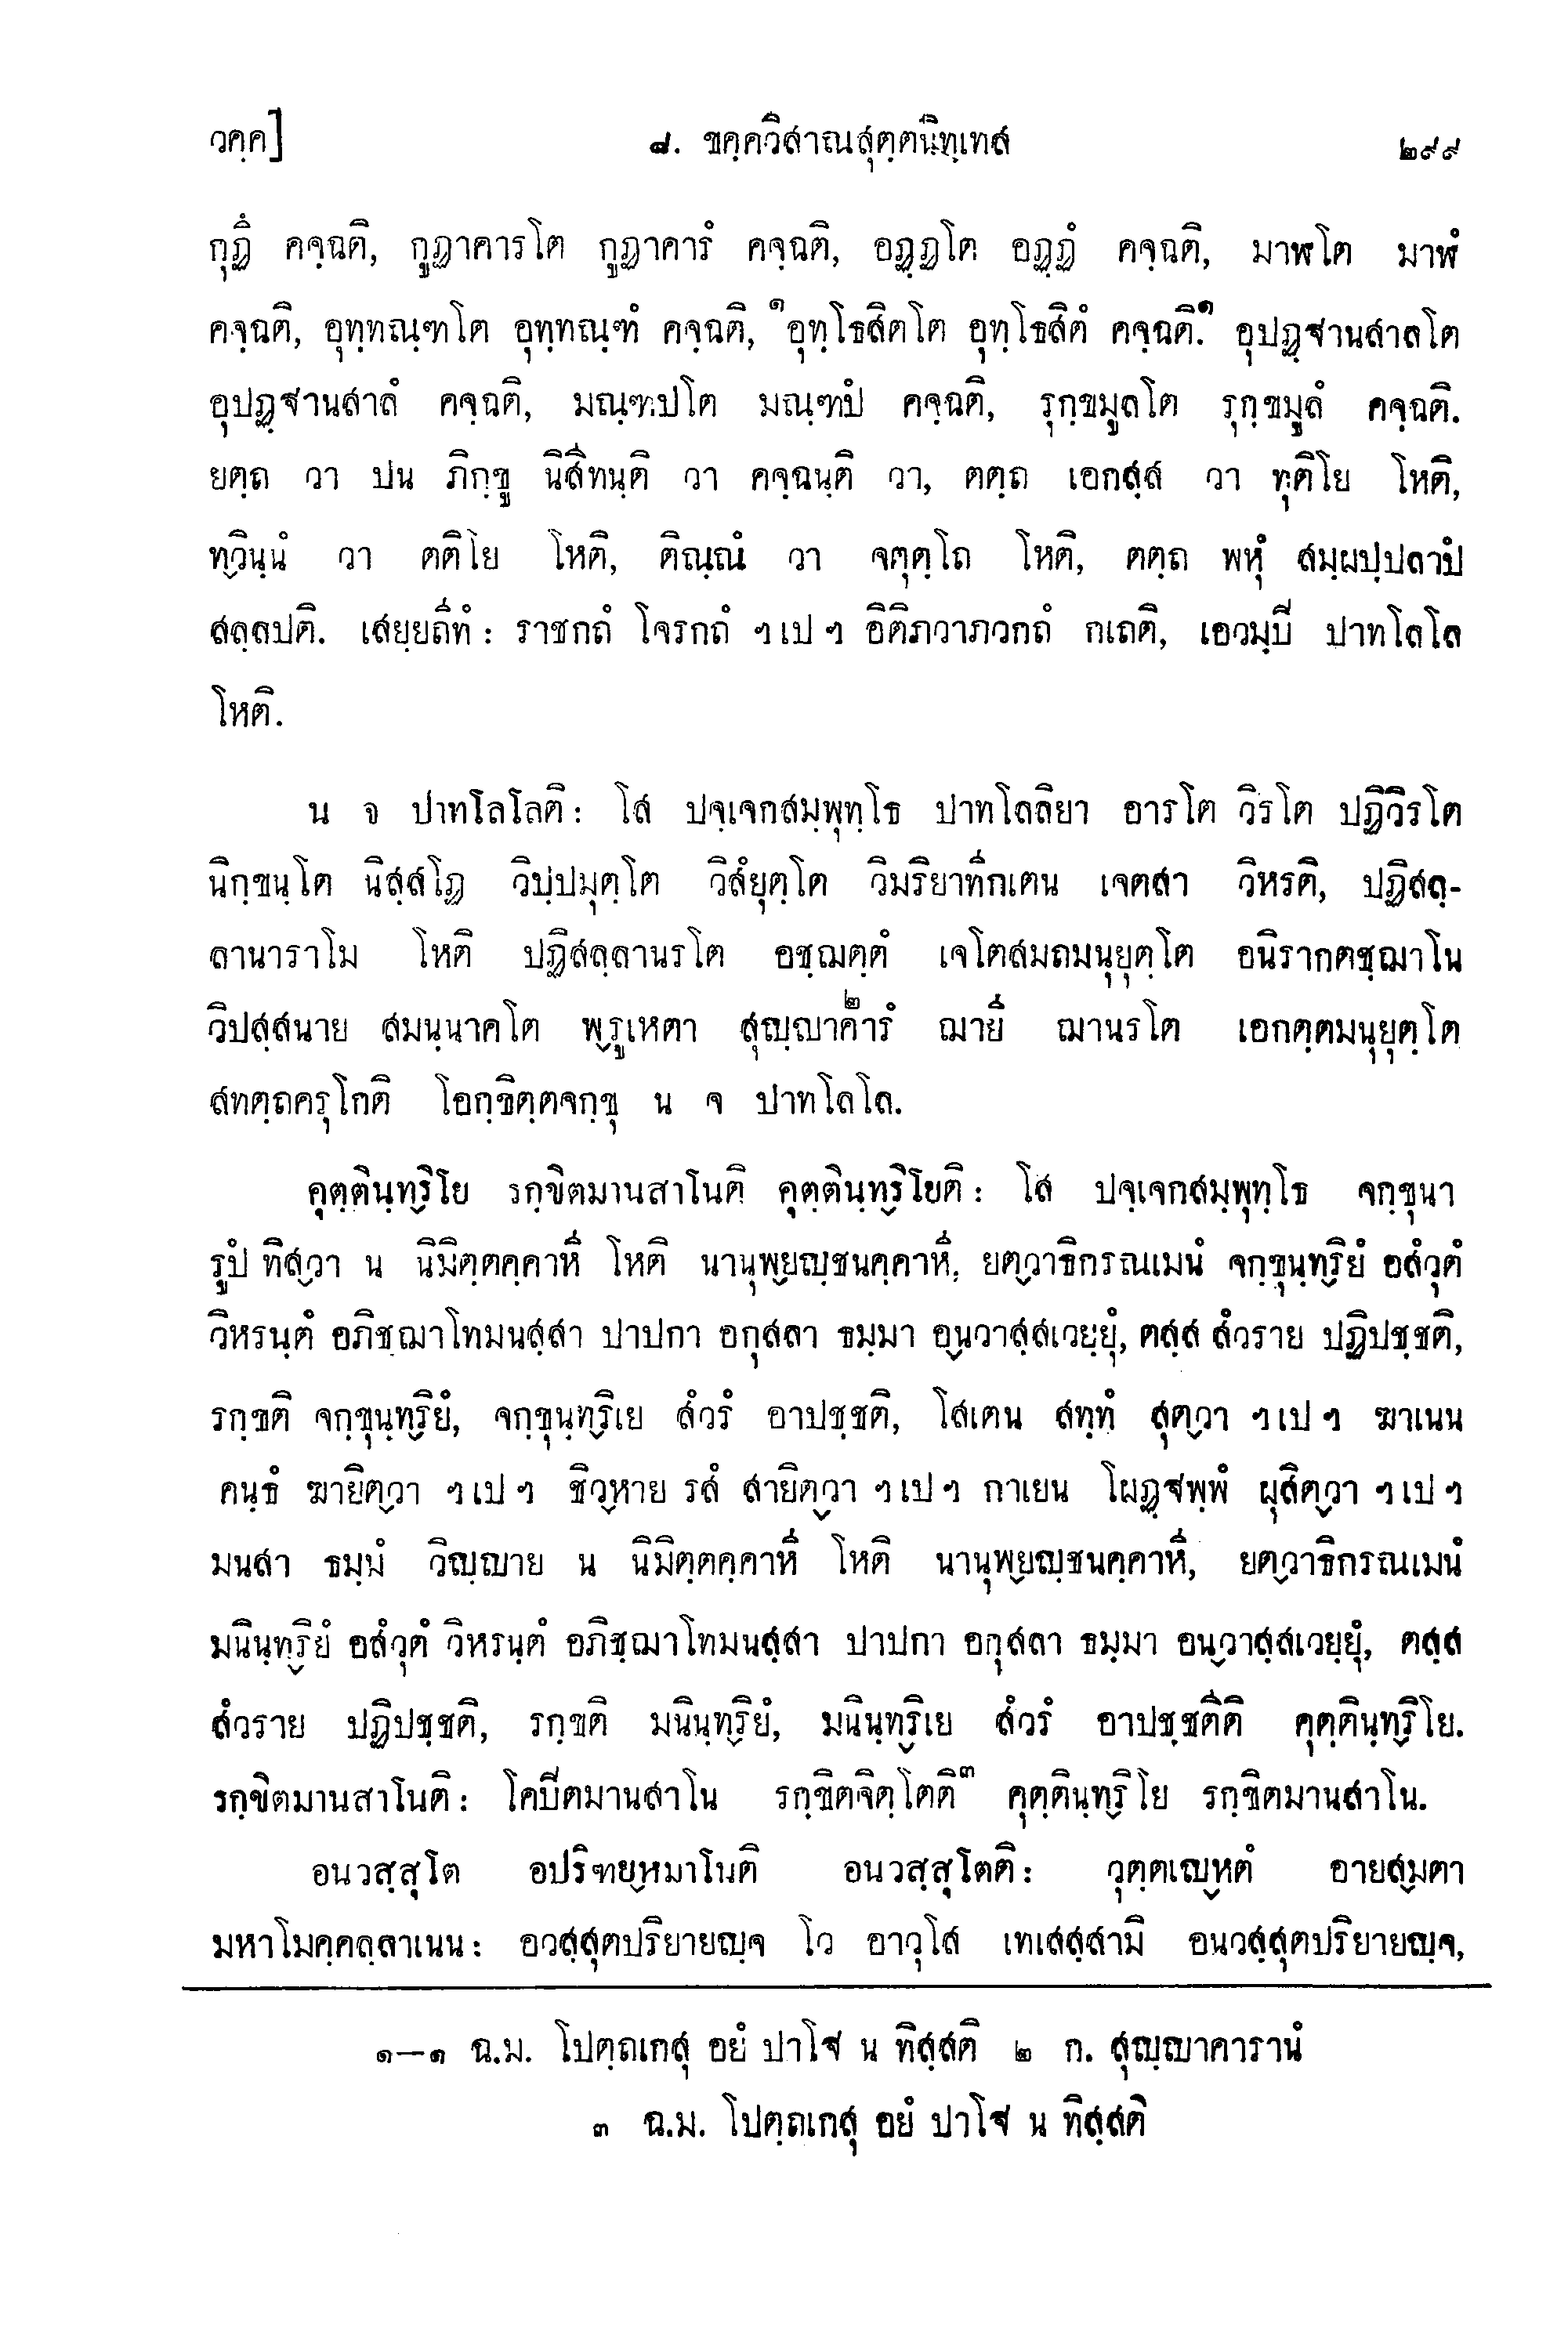 วคฺค]
๘. ขคฺควิสาณสุตฺตนิทฺเทส
๒๙๙
กุฏึ คจฺฉติ, กูฏาคารโต กูฏาคารํ คจฺฉติ, อฏฺฏโต อฏฺฏํ คจฺฉติ, มาฬโต มาฬํ
คจฺฉติ, อุทฺทณฺฑโต อุทฺทณฺฑํ คจฺฉติ, ๑อุทฺโธสิตโต อุทฺโธสิตํ คจฺฉติ.๑ อุปฏฺฐานสาลโต
อุปฏฺฐานสาลํ คจฺฉติ, มณฺฑปโต มณฺฑปํ คจฺฉติ, รุกฺขมูลโต รุกฺขมูลํ คจฺฉติ.
ยตฺถ วา ปน ภิกฺขู นิสีทนฺติ วา คจฺฉนฺติ วา, ตตฺถ เอกสฺส วา ทุติโย โหติ,
ทฺวินฺนํ วา ตติโย โหติ, ติณฺณํ วา จตุตฺโถ โหติ, ตตฺถ พหุํ สมฺผปฺปลาปํ
สลฺลปติ. เสยฺยถีทํ: ราชกถํ โจรกถํ ฯ เป ฯ อิติภวาภวกถํ กเถติ, เอวมฺปี ปาทโลโล
โหติ.
น จ ปาทโลโลติ: โส ปจฺเจกสมฺพุทฺโธ ปาทโลลิยา อารโต วิรโต ปฏิวิรโต
นิกฺขนฺโต นิสฺสโฏ วิปฺปมุตฺโต วิสํยุตฺโต วิมริยาทิกเตน เจตสา วิหรติ, ปฏิสลฺ-
ลานาราโม โหติ ปฏิสลฺลานรโต อชฺฌตฺตํ เจโตสมถมนุยุตฺโต อนิรากตชฺฌาโน
วิปสฺสนาย สมนฺนาคโต พฺรูเหตา สุญฺญาคารํ๒ ฌายี ฌานรโต เอกตฺตมนุยุตฺโต
สทตฺถครุโกติ โอกฺขิตฺตจกฺขุ น จ ปาทโลโล.
คุตฺตินฺทฺริโย รกฺขิตมานสาโนติ คุตฺตินฺทฺริโยติ: โส ปจฺเจกสมฺพุทฺโธ จกฺขุนา
รูปํ ทิสฺวา น นิมิตฺตคฺคาหี โหติ นานุพฺยญฺชนคฺคาหี, ยตฺวาธิกรณเมนํ จกฺขุนฺทฺริยํ อสํวุตํ
วิหรนฺตํ อภิชฺฌาโทมนสฺสา ปาปกา อกุสลา ธมฺมา อนฺวาสฺสเวยฺยุํ, ตสฺส สํวราย ปฏิปชฺชติ,
รกฺขติ จกฺขุนฺทฺริยํ, จกฺขุนฺทฺริเย สํวรํ อาปชฺชติ, โสเตน สทฺทํ สุตฺวา ฯ เป ฯ ฆาเนน
คนฺธํ ฆายิตฺวา ฯ เป ฯ ชิวฺหาย รสํ สายิตฺวา ฯ เป ฯ กาเยน โผฏฺฐพฺพํ ผุสิตฺวา ฯ เป ฯ
มนสา ธมฺมํ วิญฺญาย น นิมิตฺตคฺคาหี โหติ นานุพฺยญฺชนคฺคาหี, ยตฺวาธิกรณเมนํ
มนินฺทฺริยํ อสํวุตํ วิหรนฺตํ อภิชฺฌาโทมนสฺสา ปาปกา อกุสลา ธมฺมา อนฺวาสฺสเวยฺยุํ, ตสฺส
สํวราย ปฏิปชฺชติ, รกฺขติ มนินฺทฺริยํ, มนินฺทฺริเย สํวรํ อาปชฺชตีติ คุตฺตินฺทฺริโย.
รกฺขิตมานสาโนติ: โคปีตมานสาโน รกฺขิตจิตฺโตติ๓ คุตฺตินฺทฺริโย รกฺขิตมานสาโน.
อนวสฺสุโต อปริฑยฺหมาโนติ อนวสฺสุโตติ: วุตฺตเญฺหตํ อายสฺมตา
มหาโมคฺคลฺลาเนน: อวสฺสุตปริยายญฺจ โว อาวุโส เทเสสฺสามิ อนวสฺสุตปริยายญฺจ,
๑—๑ ฉ.ม. โปตฺถเกสุ อยํ ปาโฐ น ทิสฺสติ ๒ ก. สุญฺญาคารานํ
๓ ฉ.ม. โปตฺถเกสุ อยํ ปาโฐ น ทิสฺสติ